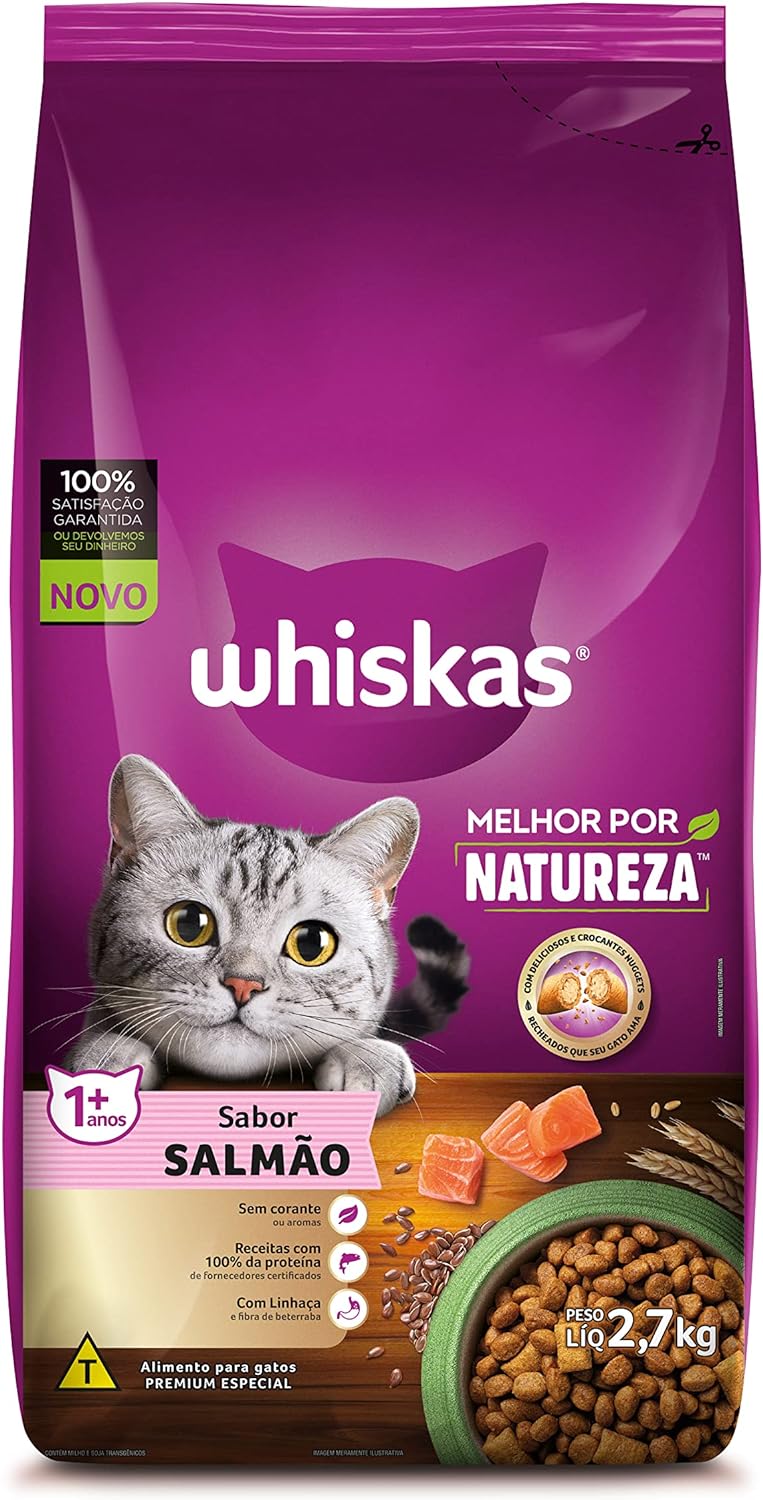 100%
SATISFAÇÃO
GARANTIDA
OU DEVOLVEMOS
SEU DINHEIRO
NOVO
whiskas®
MELHOR POR
NATUREZA™
COM DELICIOSOS E CROCANTES NUGGETS
RECHEADOS QUE SEU GATO AMA
IMAGEM MERAMENTE ILUSTRATIVA
1+
anos
Sabor
SALMÃO
Sem corante
ou aromas
Receitas com
100% da proteína
de fornecedores certificados
Com Linhaça
e fibra de beterraba
PESO
LÍQ 2,7kg
T
Alimento para gatos
PREMIUM ESPECIAL
CONTÉM MILHO E SOJA TRANSGÊNICOS
IMAGEM MERAMENTE ILUSTRATIVA